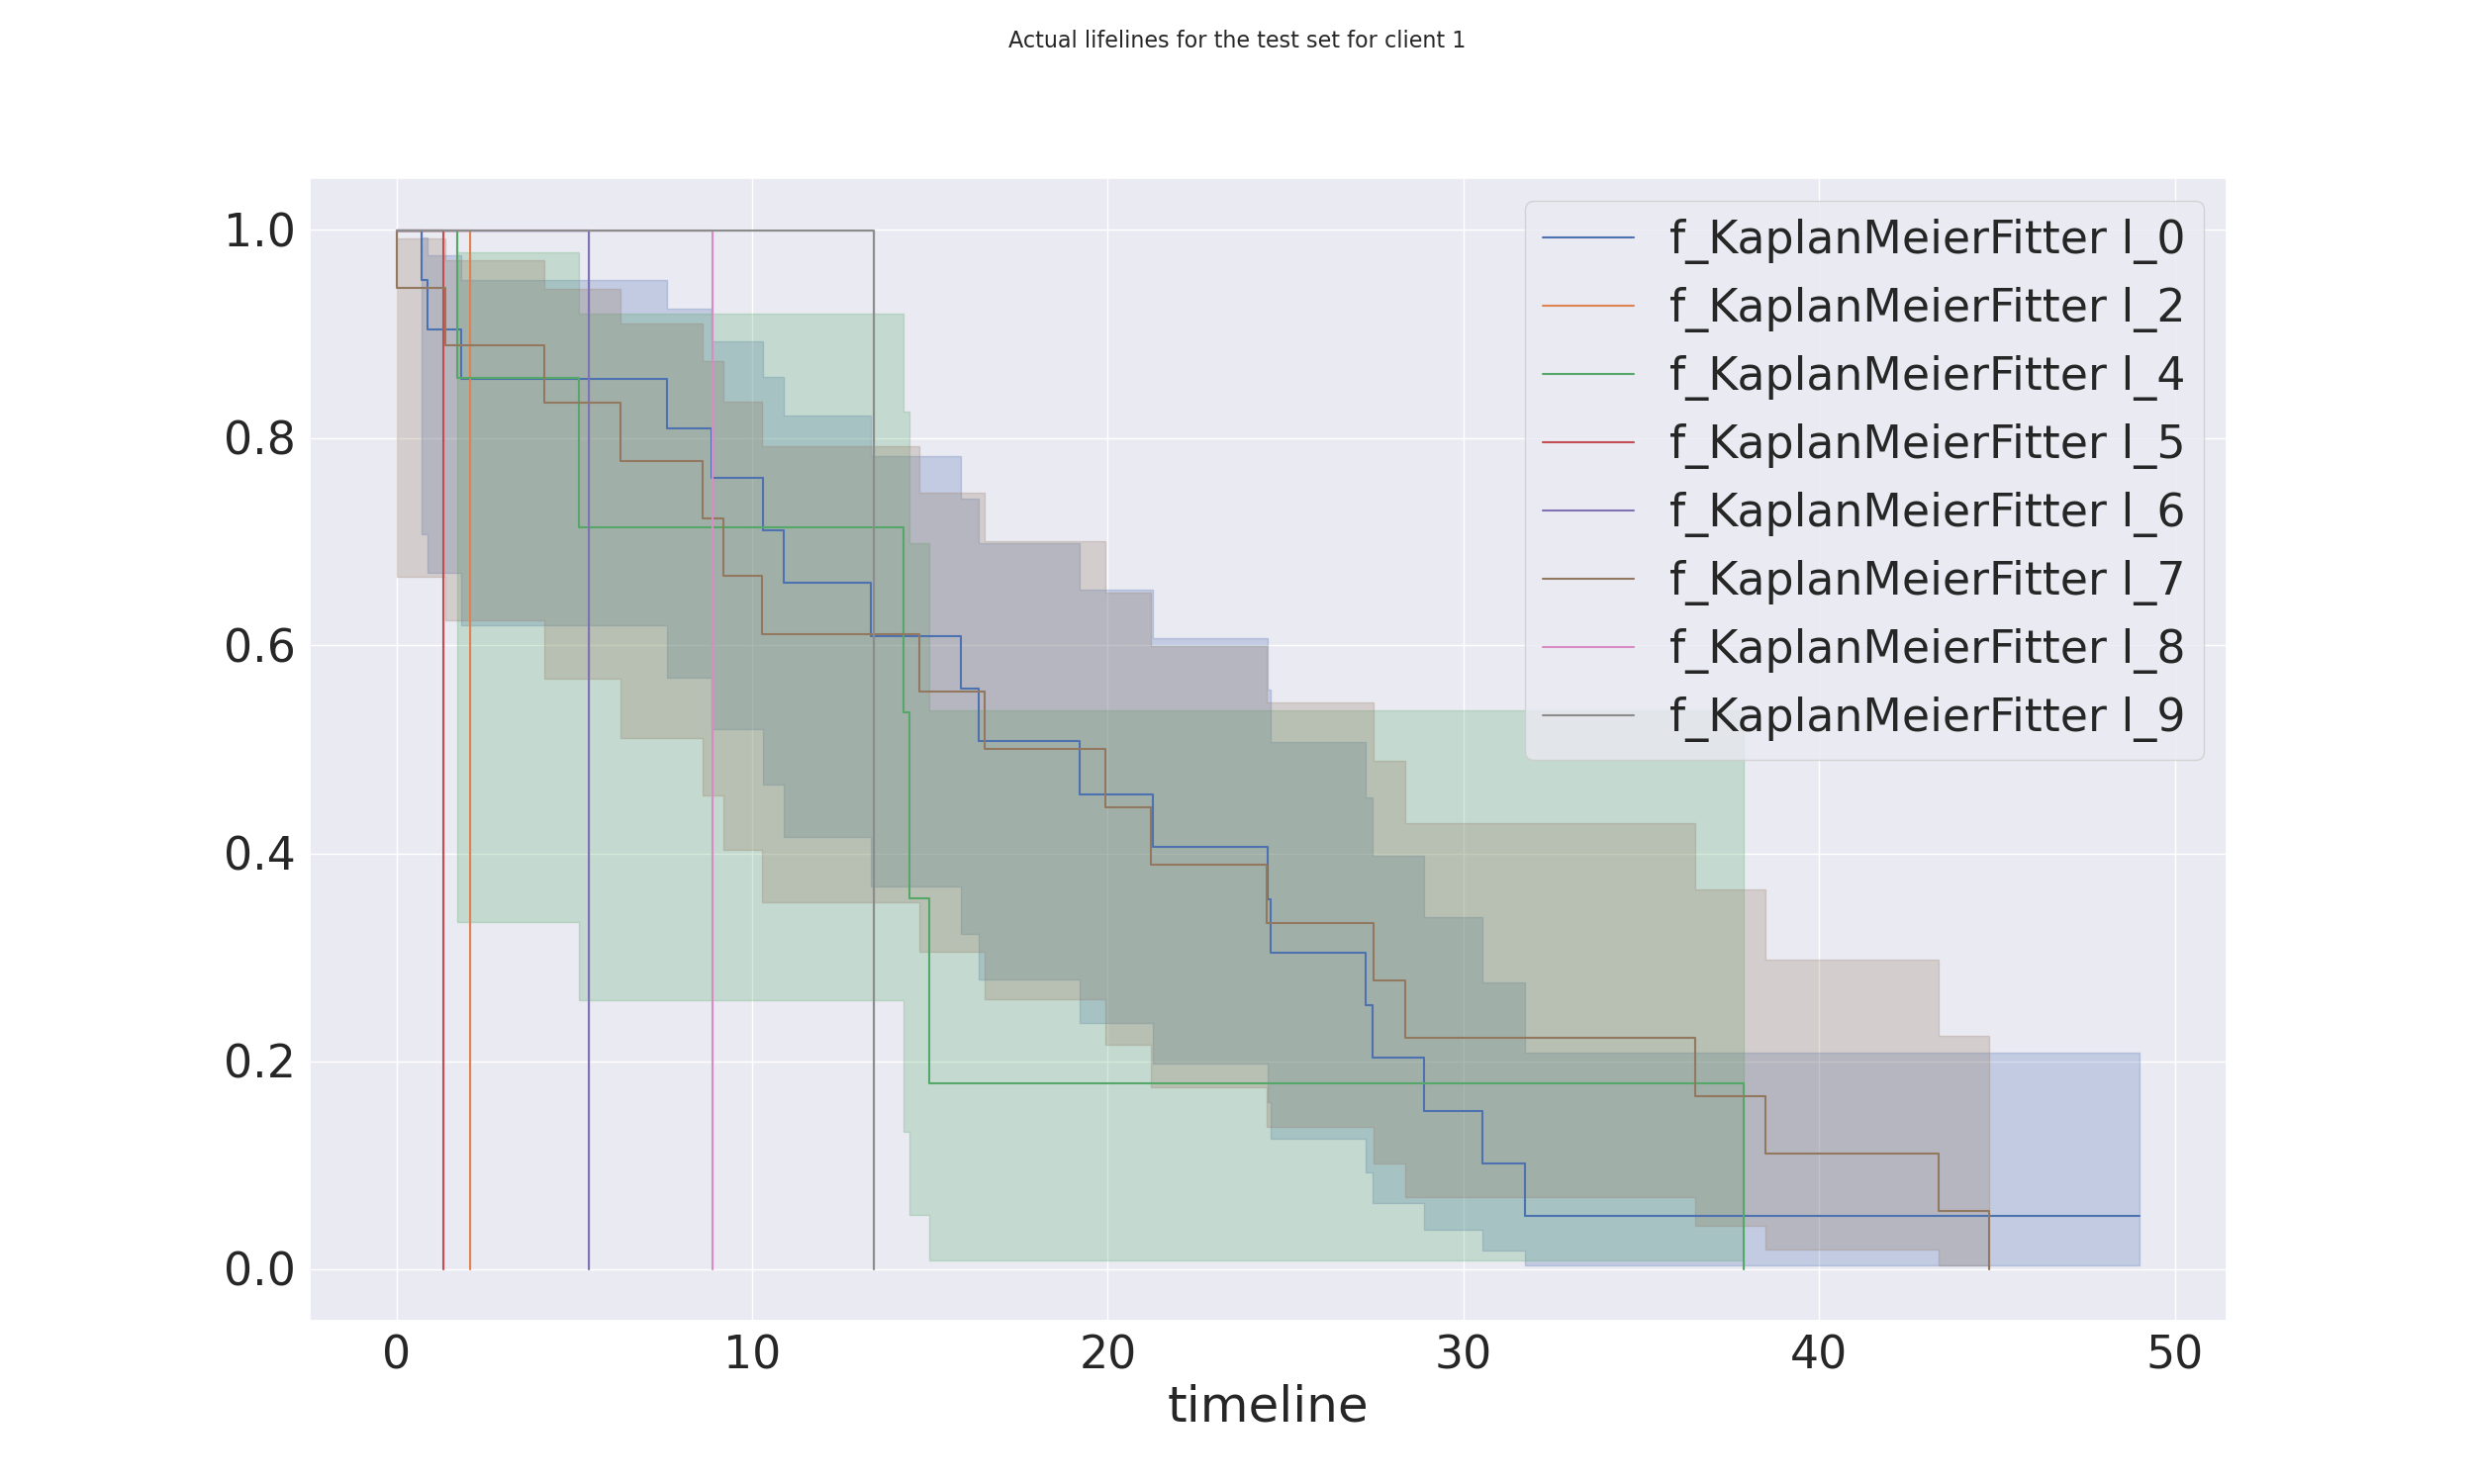 Actual lifelines for the test set for client 1
1.0
0.8
0.6
0.4
0.2
0.0
f_KaplanMeierFitter l_0
f_KaplanMeierFitter l_2
f_KaplanMeierFitter l_4
f_KaplanMeierFitter l_5
f_KaplanMeierFitter l_6
f_KaplanMeierFitter l_7
f_KaplanMeierFitter l_8
f_KaplanMeierFitter l_9
0 10 20 30 40 50
timeline